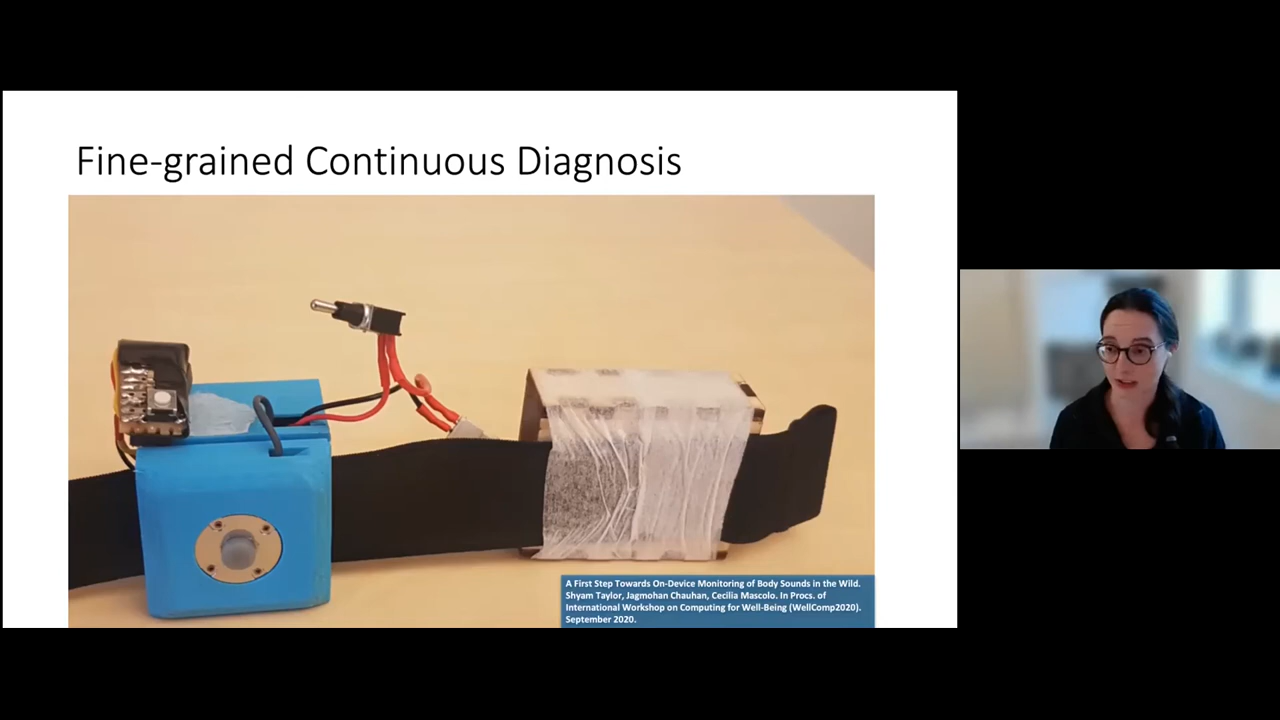 Fine-grained Continuous Diagnosis
A First Step Towards On-Device Monitoring of Body Sounds in the Wild.
Shyam Taylor, Jagmohan Chauhan, Cecilia Mascolo. In Procs. of
International Workshop on Computing for Well-Being (WellComp2020).
September 2020.